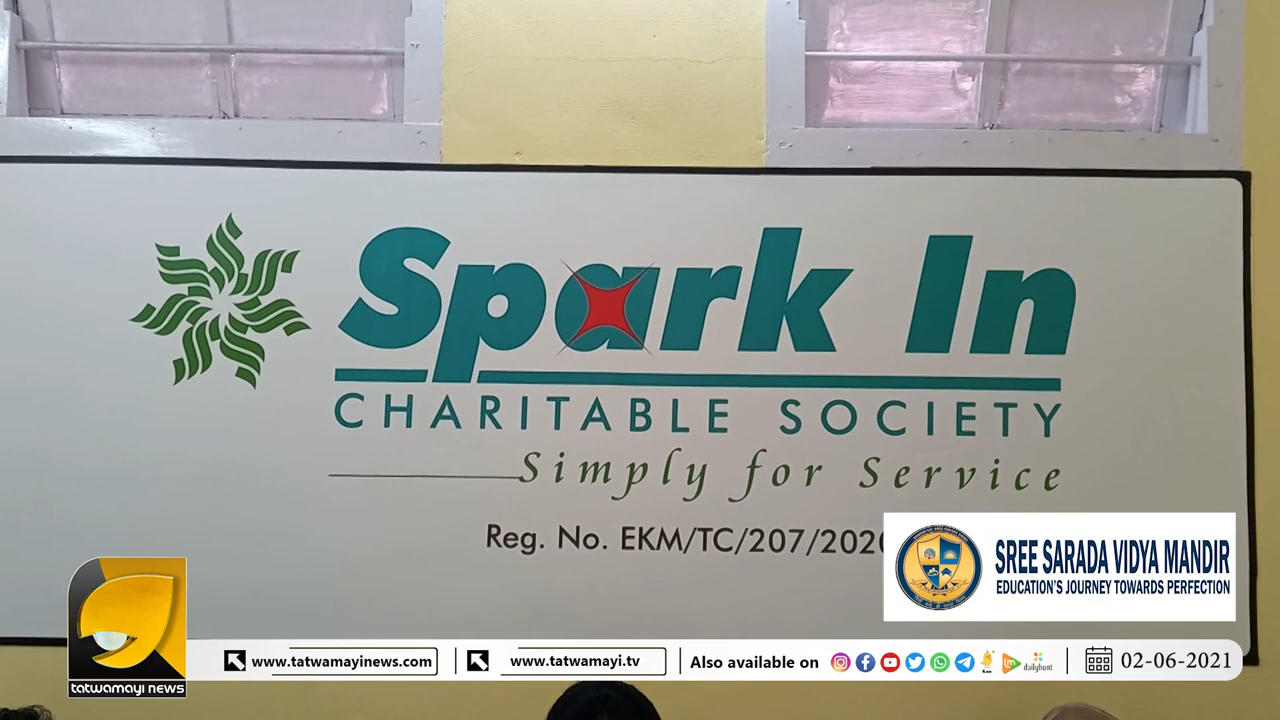 Spark In
CHARITABLE SOCIETY
Simply for Service
Reg. No. EKM/TC/207/2020
SREE SARADA VIDYA MANDIR
EDUCATION'S JOURNEY TOWARDS PERFECTION
tatwamayi news
www.tatwamayinews.com
www.tatwamayi.tv
Also available on
dailyhunt
02-06-2021